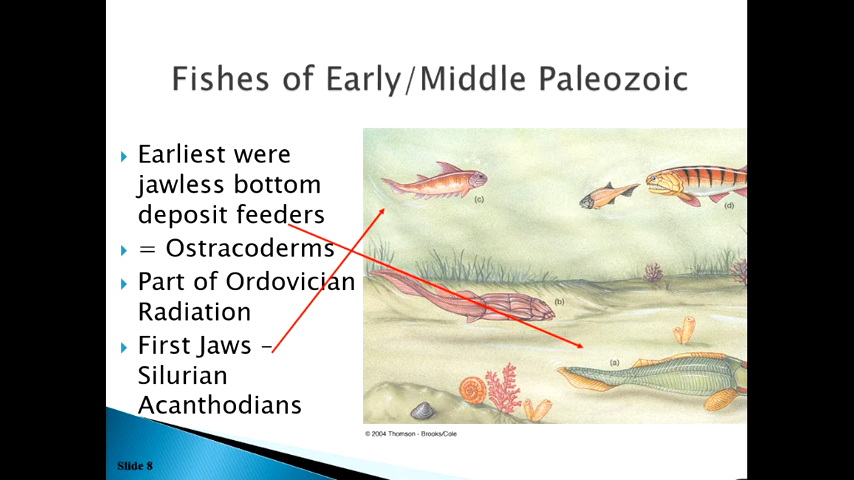 Fishes of Early/Middle Paleozoic
Earliest were
jawless bottom
deposit feeders
= Ostracoderms
Part of Ordovician
Radiation
First Jaws –
Silurian
Acanthodians
(c)
(d)
(b)
(a)
© 2004 Thomson - Brooks/Cole
Slide 8